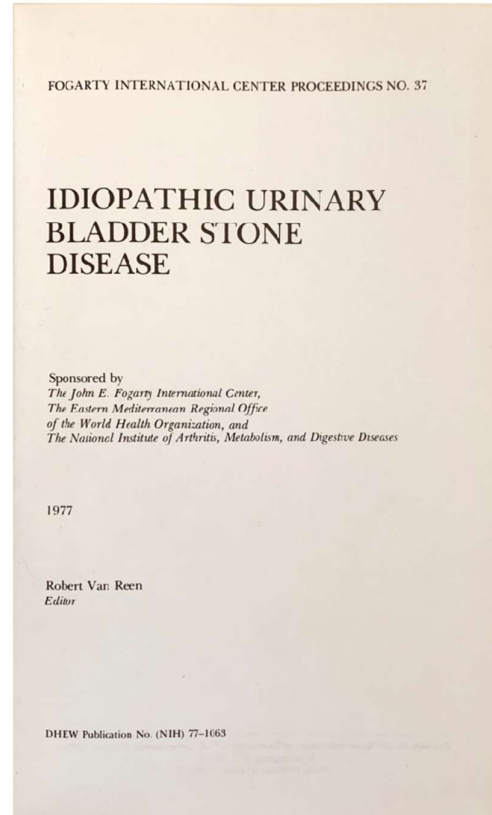 FOGARTY INTERNATIONAL CENTER PROCEEDINGS NO. 37
IDIOPATHIC URINARY
BLADDER STONE
DISEASE
Sponsored by
The John E. Fogarty International Center,
The Eastern Mediterranean Regional Office
of the World Health Organization, and
The National Institute of Arthritis, Metabolism, and Digestive Diseases
1977
Robert Van Reen
Editor
DHEW Publication No. (NIH) 77-1063